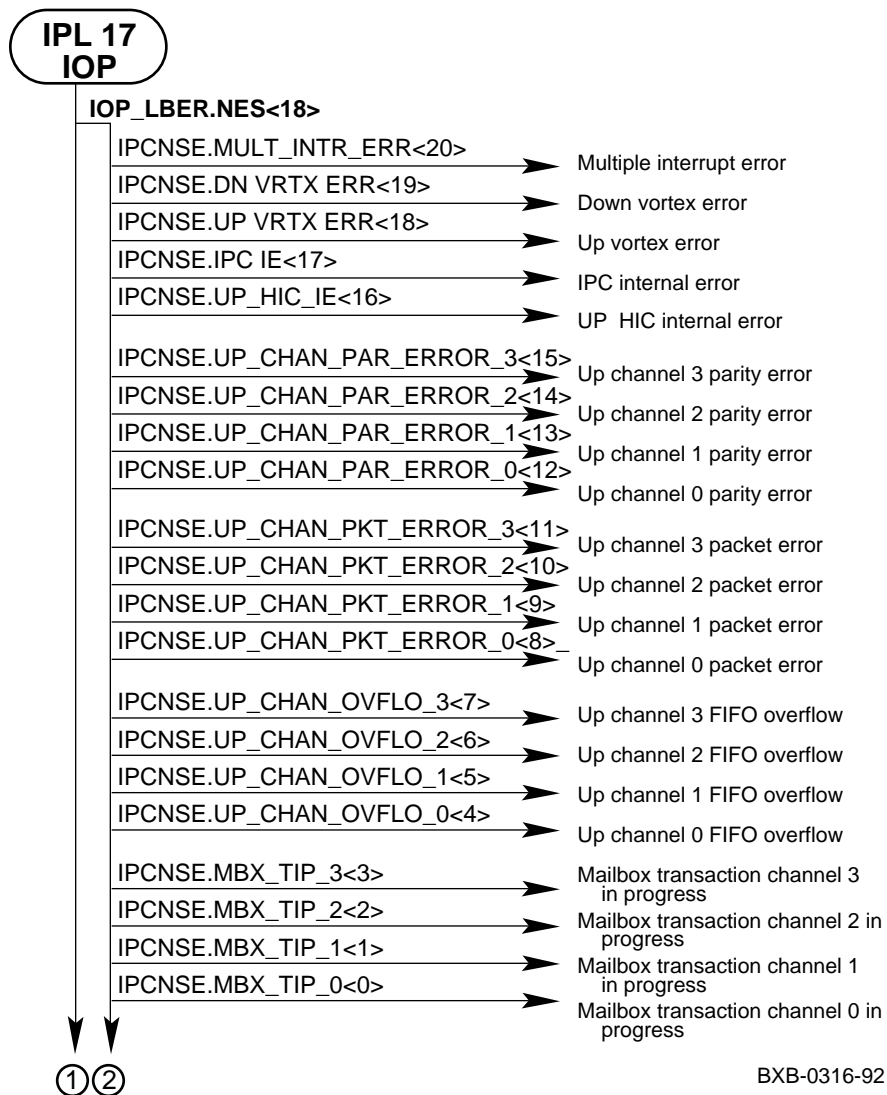 IPL 17
IOP
IOP_LBER.NES<18>
IPCNSE.MULT_INTR_ERR<20>
Multiple interrupt error
IPCNSE.DN VRTX ERR<19>
Down vortex error
IPCNSE.UP VRTX ERR<18>
Up vortex error
IPCNSE.IPC IE<17>
IPC internal error
IPCNSE.UP_HIC_IE<16>
UP HIC internal error
IPCNSE.UP_CHAN_PAR_ERROR_3<15>
Up channel 3 parity error
IPCNSE.UP_CHAN_PAR_ERROR_2<14>
Up channel 2 parity error
IPCNSE.UP_CHAN_PAR_ERROR_1<13>
Up channel 1 parity error
IPCNSE.UP_CHAN_PAR_ERROR_0<12>
Up channel 0 parity error
IPCNSE.UP_CHAN_PKT_ERROR_3<11>
Up channel 3 packet error
IPCNSE.UP_CHAN_PKT_ERROR_2<10>
Up channel 2 packet error
IPCNSE.UP_CHAN_PKT_ERROR_1<9>
Up channel 1 packet error
IPCNSE.UP_CHAN_PKT_ERROR_0<8>_
Up channel 0 packet error
IPCNSE.UP_CHAN_OVFLO_3<7>
Up channel 3 FIFO overflow
IPCNSE.UP_CHAN_OVFLO_2<6>
Up channel 2 FIFO overflow
IPCNSE.UP_CHAN_OVFLO_1<5>
Up channel 1 FIFO overflow
IPCNSE.UP_CHAN_OVFLO_0<4>
Up channel 0 FIFO overflow
IPCNSE.MBX_TIP_3<3>
Mailbox transaction channel 3
in progress
IPCNSE.MBX_TIP_2<2>
Mailbox transaction channel 2 in
progress
IPCNSE.MBX_TIP_1<1>
Mailbox transaction channel 1
in progress
IPCNSE.MBX_TIP_0<0>
Mailbox transaction channel 0 in
progress
1 2
BXB-0316-92